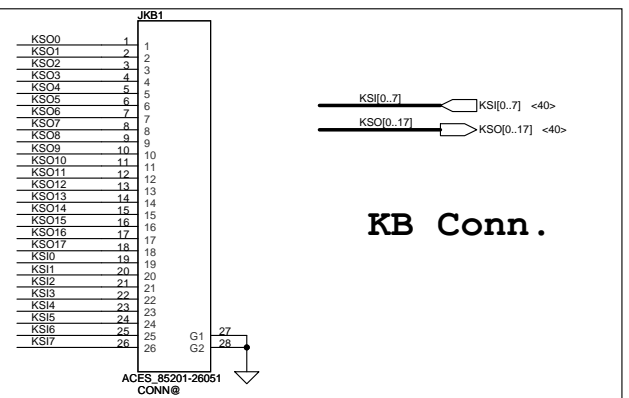 JKB1
KSO0 1 1
KSO1 2 2
KSO2 3 3
KSO3 4 4
KSO4 5 5
KSO5 6 6
KSO6 7 7
KSO7 8 8
KSO8 9 9
KSO9 10 10
KSO10 11 11
KSO11 12 12
KSO12 13 13
KSO13 14 14
KSO14 15 15
KSO15 16 16
KSO16 17 17
KSO17 18 18
KSI0 19 19
KSI1 20 20
KSI2 21 21
KSI3 22 22
KSI4 23 23
KSI5 24 24
KSI6 25 25 G1 27
KSI7 26 26 G2 28
ACES_85201-26051
CONN@
KSI[0..7] KSI[0..7] <40>
KSO[0..17] KSO[0..17] <40>
KB Conn.